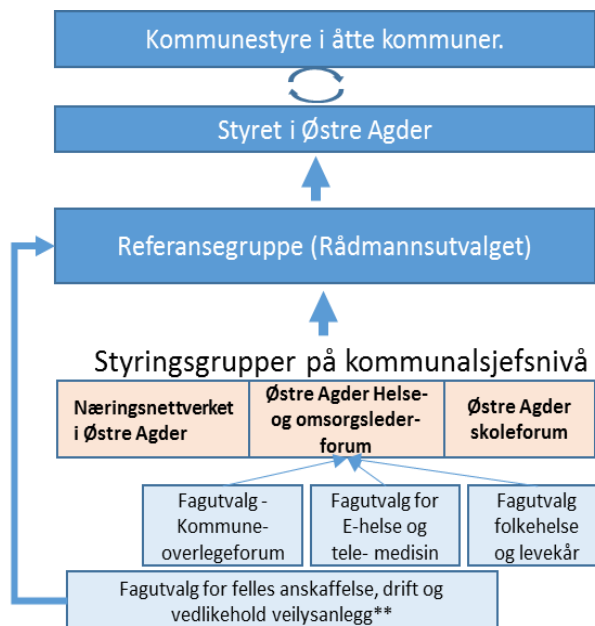 Kommunestyre i åtte kommuner.
Styret i Østre Agder
Referansegruppe (Rådmannsutvalget)
Styringsgrupper på kommunalsjefsnivå
Næringsnettverket
i Østre Agder
Østre Agder Helse-
og omsorgsleder-
forum
Østre Agder
skoleforum
Fagutvalg -
Kommune-
overlegeforum
Fagutvalg for
E-helse og
tele- medisin
Fagutvalg
folkehelse
og levekår
Fagutvalg for felles anskaffelse, drift og
vedlikehold veilysanlegg**